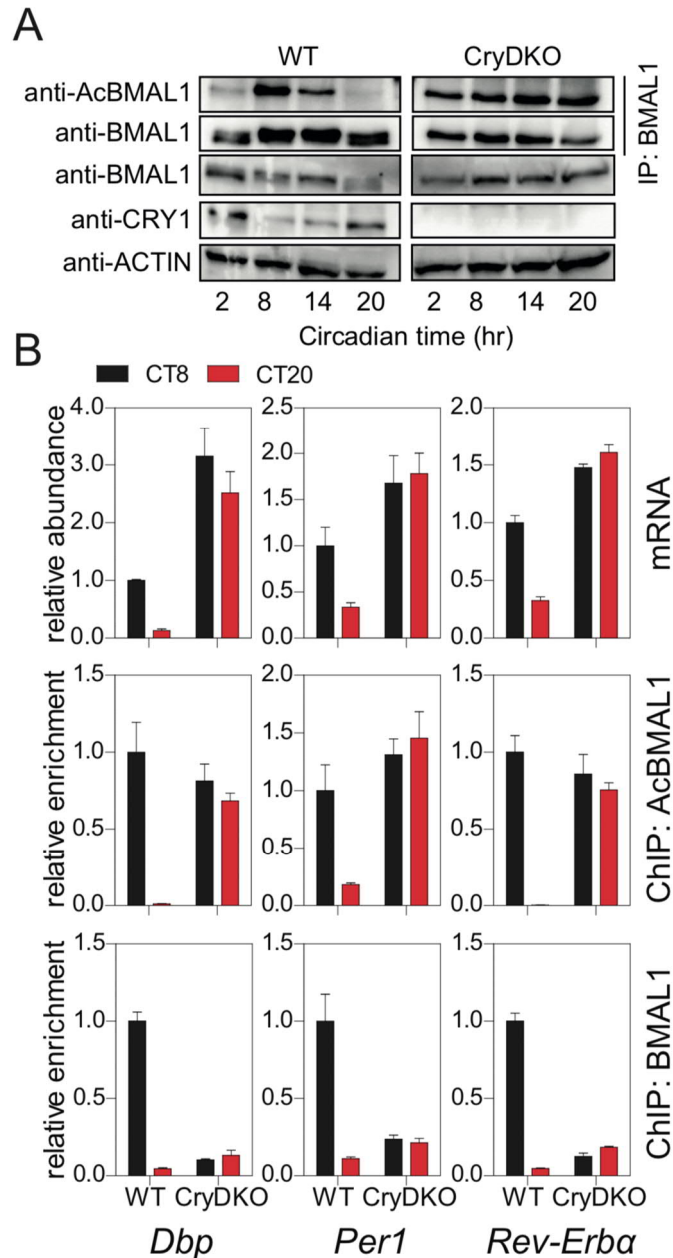 A
WT CryDKO
anti-AcBMAL1
anti-BMAL1
anti-BMAL1
anti-CRY1
anti-ACTIN
IP: BMAL1
2 8 14 20 2 8 14 20
Circadian time (hr)
B
CT8 CT20
relative abundance
4.0
3.0
2.0
1.0
0.0
2.5
2.0
1.5
1.0
0.5
0.0
2.0
1.5
1.0
0.5
0.0
mRNA
relative enrichment
1.5
1.0
0.5
0.0
2.0
1.5
1.0
0.5
0.0
1.5
1.0
0.5
0.0
ChIP: AcBMAL1
relative enrichment
1.5
1.0
0.5
0.0
1.5
1.0
0.5
0.0
1.5
1.0
0.5
0.0
ChIP: BMAL1
WT CryDKO WT CryDKO WT CryDKO
Dbp Per1 Rev-Erbα